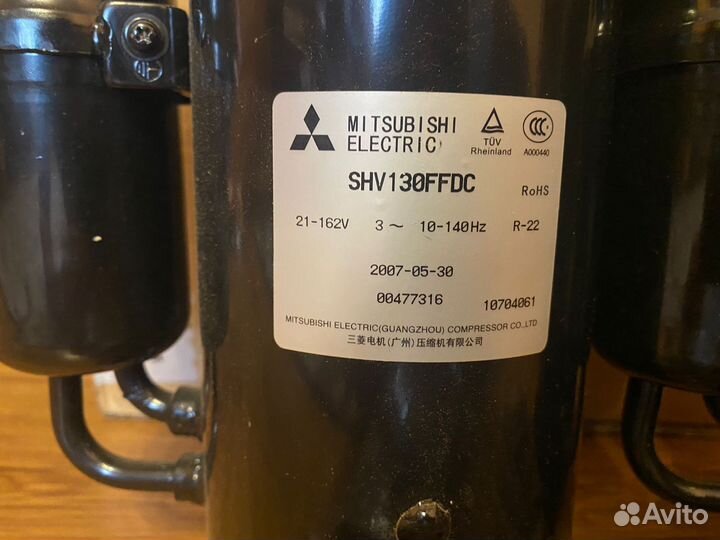 MITSUBISHI
ELECTRIC
TÜV
Rheinland
CCC
A000440
SHV130FFDC
RoHS
21-162V 3～ 10-140Hz R-22
2007-05-30
00477316 10704061
MITSUBISHI ELECTRIC(GUANGZHOU) COMPRESSOR CO.,LTD
三菱电机(广州)压缩机有限公司
Avito